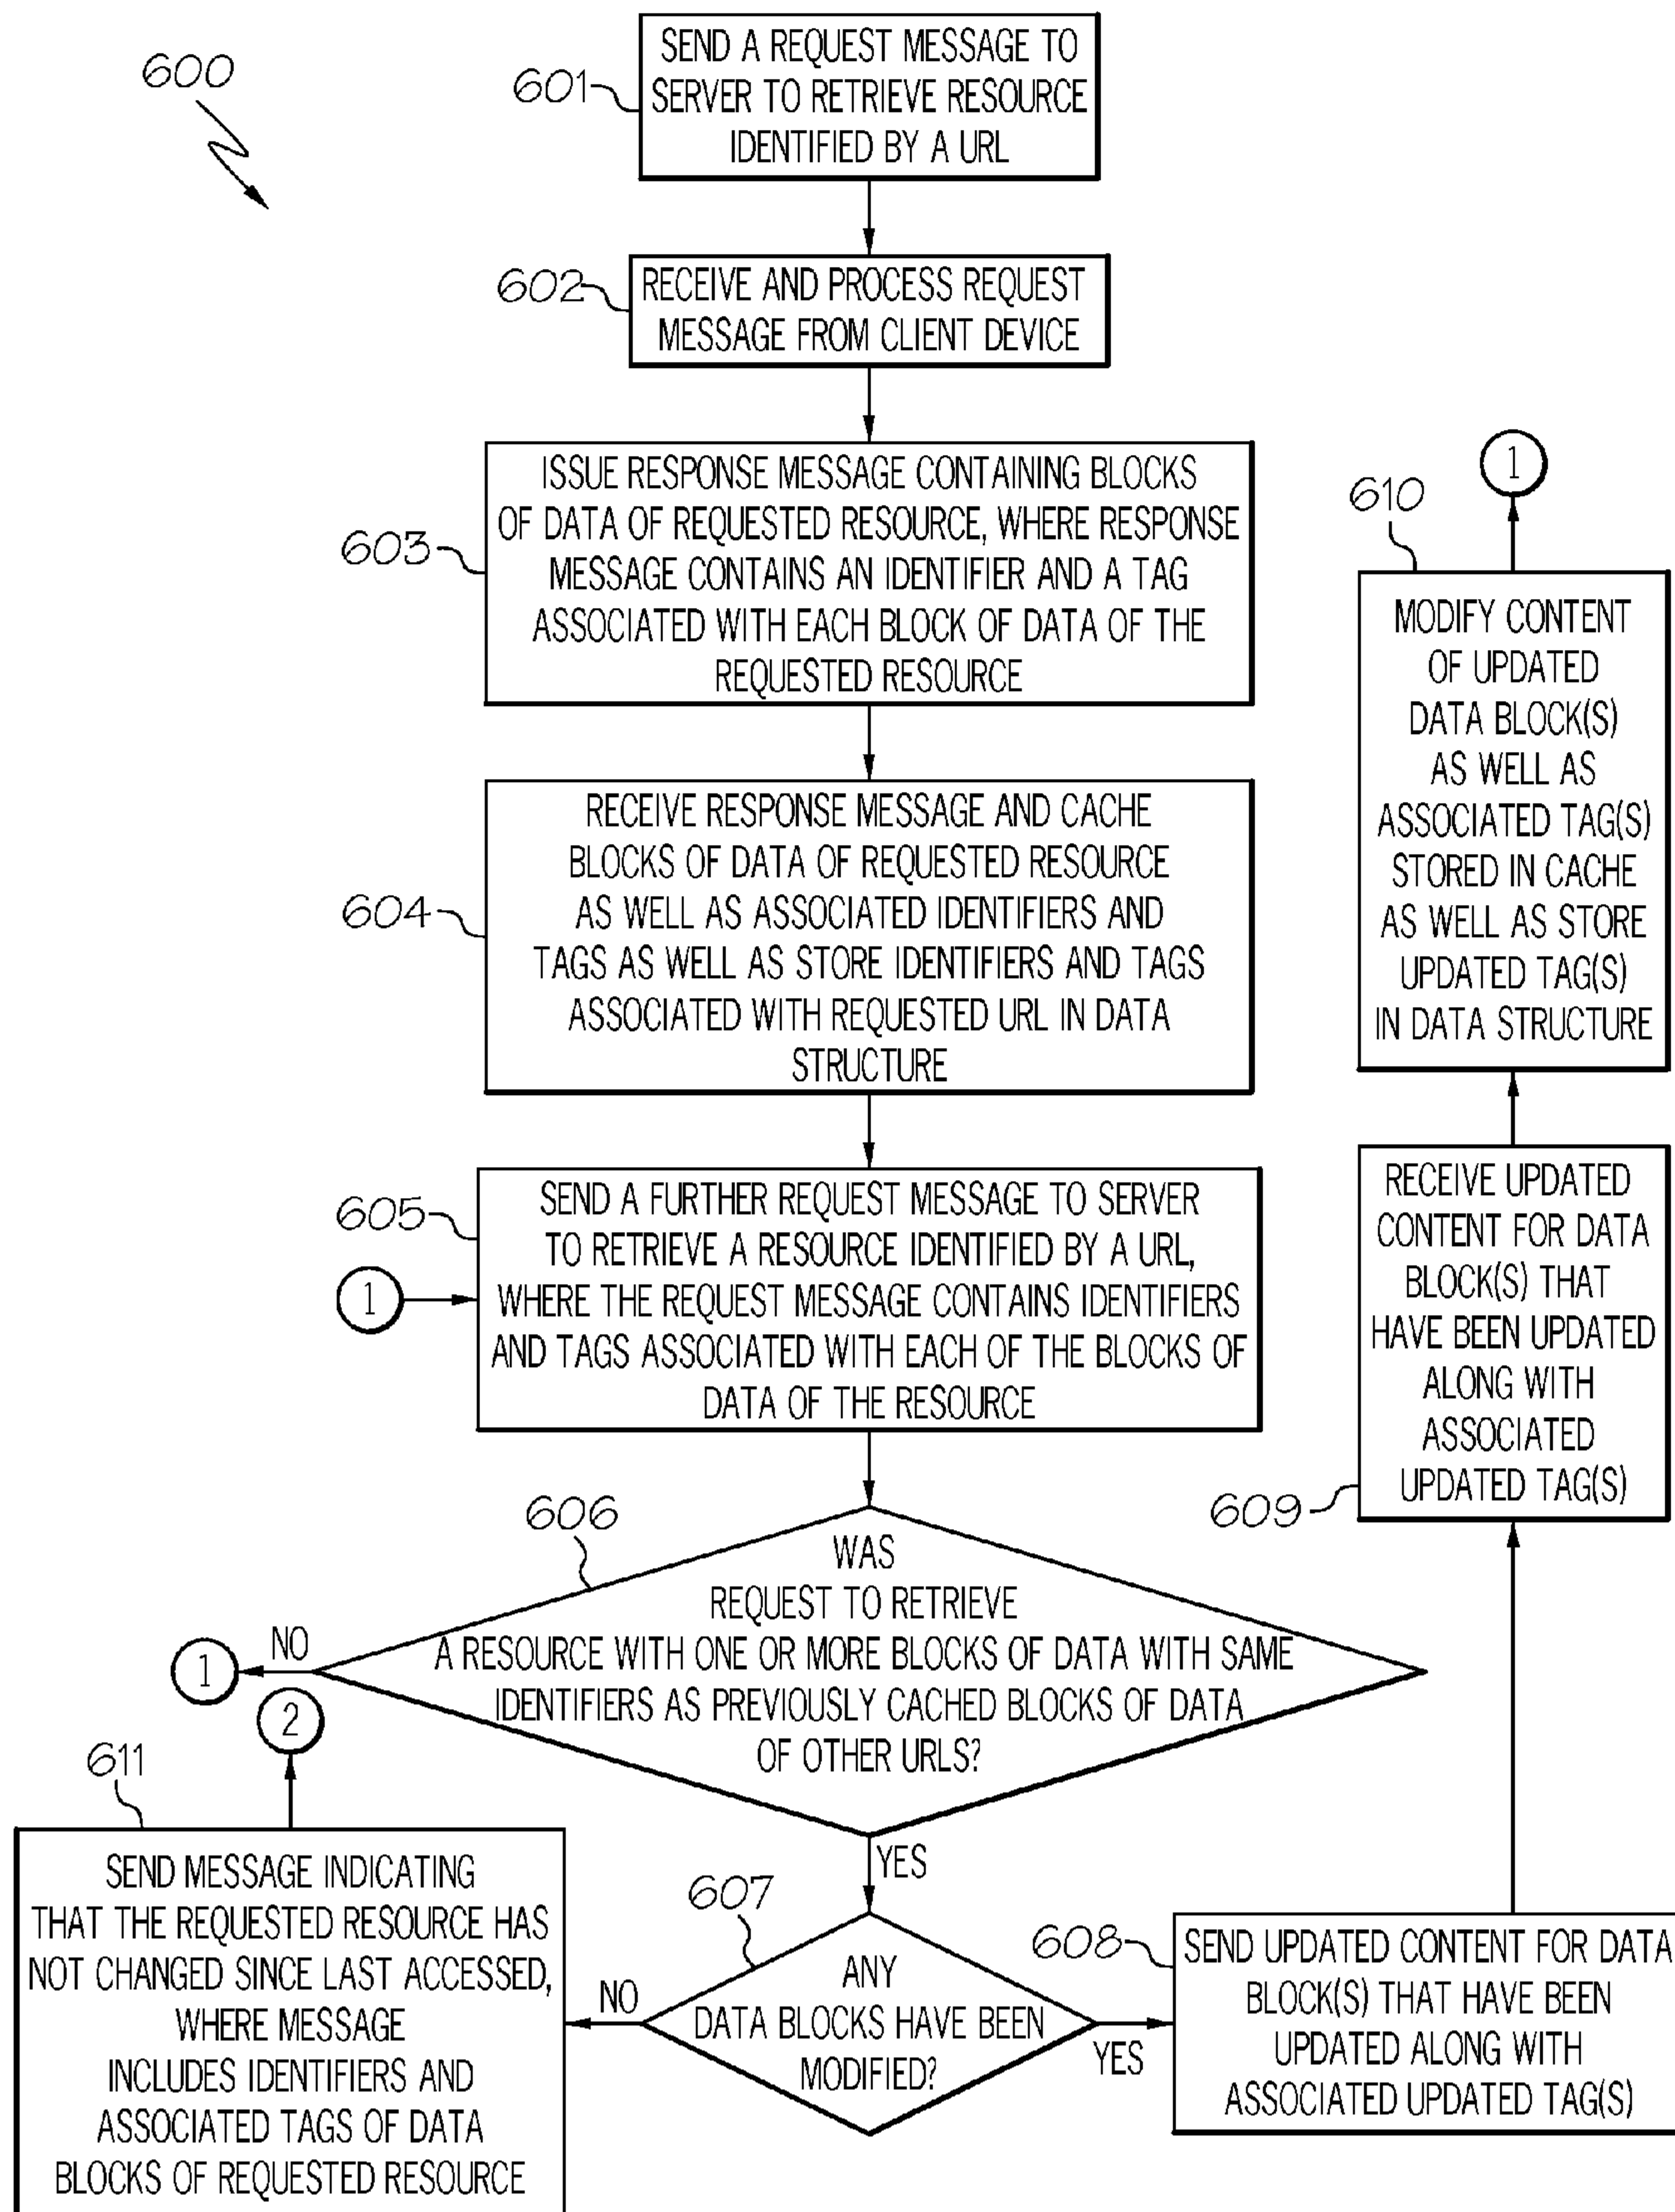 600
601
SEND A REQUEST MESSAGE TO
SERVER TO RETRIEVE RESOURCE
IDENTIFIED BY A URL
602
RECEIVE AND PROCESS REQUEST
MESSAGE FROM CLIENT DEVICE
603
ISSUE RESPONSE MESSAGE CONTAINING BLOCKS
OF DATA OF REQUESTED RESOURCE, WHERE RESPONSE
MESSAGE CONTAINS AN IDENTIFIER AND A TAG
ASSOCIATED WITH EACH BLOCK OF DATA OF THE
REQUESTED RESOURCE
604
RECEIVE RESPONSE MESSAGE AND CACHE
BLOCKS OF DATA OF REQUESTED RESOURCE
AS WELL AS ASSOCIATED IDENTIFIERS AND
TAGS AS WELL AS STORE IDENTIFIERS AND TAGS
ASSOCIATED WITH REQUESTED URL IN DATA
STRUCTURE
605
1
SEND A FURTHER REQUEST MESSAGE TO SERVER
TO RETRIEVE A RESOURCE IDENTIFIED BY A URL,
WHERE THE REQUEST MESSAGE CONTAINS IDENTIFIERS
AND TAGS ASSOCIATED WITH EACH OF THE BLOCKS OF
DATA OF THE RESOURCE
606
WAS
REQUEST TO RETRIEVE
A RESOURCE WITH ONE OR MORE BLOCKS OF DATA WITH SAME
IDENTIFIERS AS PREVIOUSLY CACHED BLOCKS OF DATA
OF OTHER URLS?
NO
1
YES
607
ANY
DATA BLOCKS HAVE BEEN
MODIFIED?
NO
YES
611
2
SEND MESSAGE INDICATING
THAT THE REQUESTED RESOURCE HAS
NOT CHANGED SINCE LAST ACCESSED,
WHERE MESSAGE
INCLUDES IDENTIFIERS AND
ASSOCIATED TAGS OF DATA
BLOCKS OF REQUESTED RESOURCE
608
SEND UPDATED CONTENT FOR DATA
BLOCK(S) THAT HAVE BEEN
UPDATED ALONG WITH
ASSOCIATED UPDATED TAG(S)
609
RECEIVE UPDATED
CONTENT FOR DATA
BLOCK(S) THAT
HAVE BEEN UPDATED
ALONG WITH
ASSOCIATED
UPDATED TAG(S)
610
MODIFY CONTENT
OF UPDATED
DATA BLOCK(S)
AS WELL AS
ASSOCIATED TAG(S)
STORED IN CACHE
AS WELL AS STORE
UPDATED TAG(S)
IN DATA STRUCTURE
1